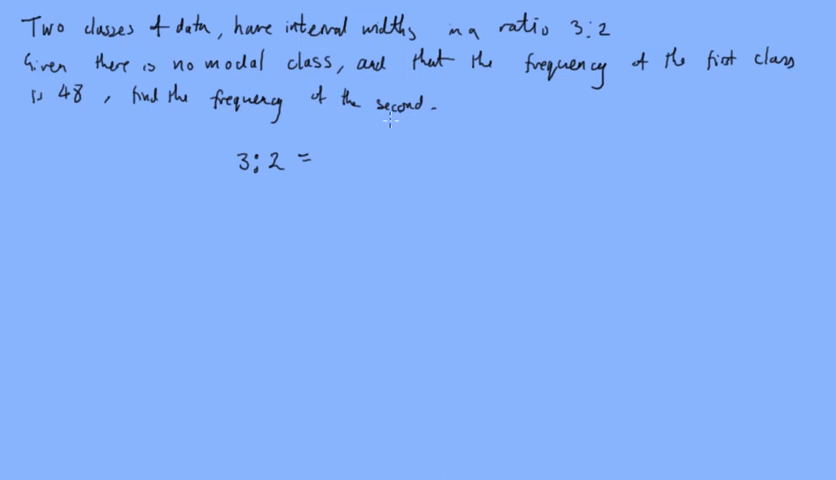 Two classes of data, have interval widths in a ratio 3:2
Given there is no modal class, and that the frequency of the first class
is 48, find the frequency of the second.
3:2 =